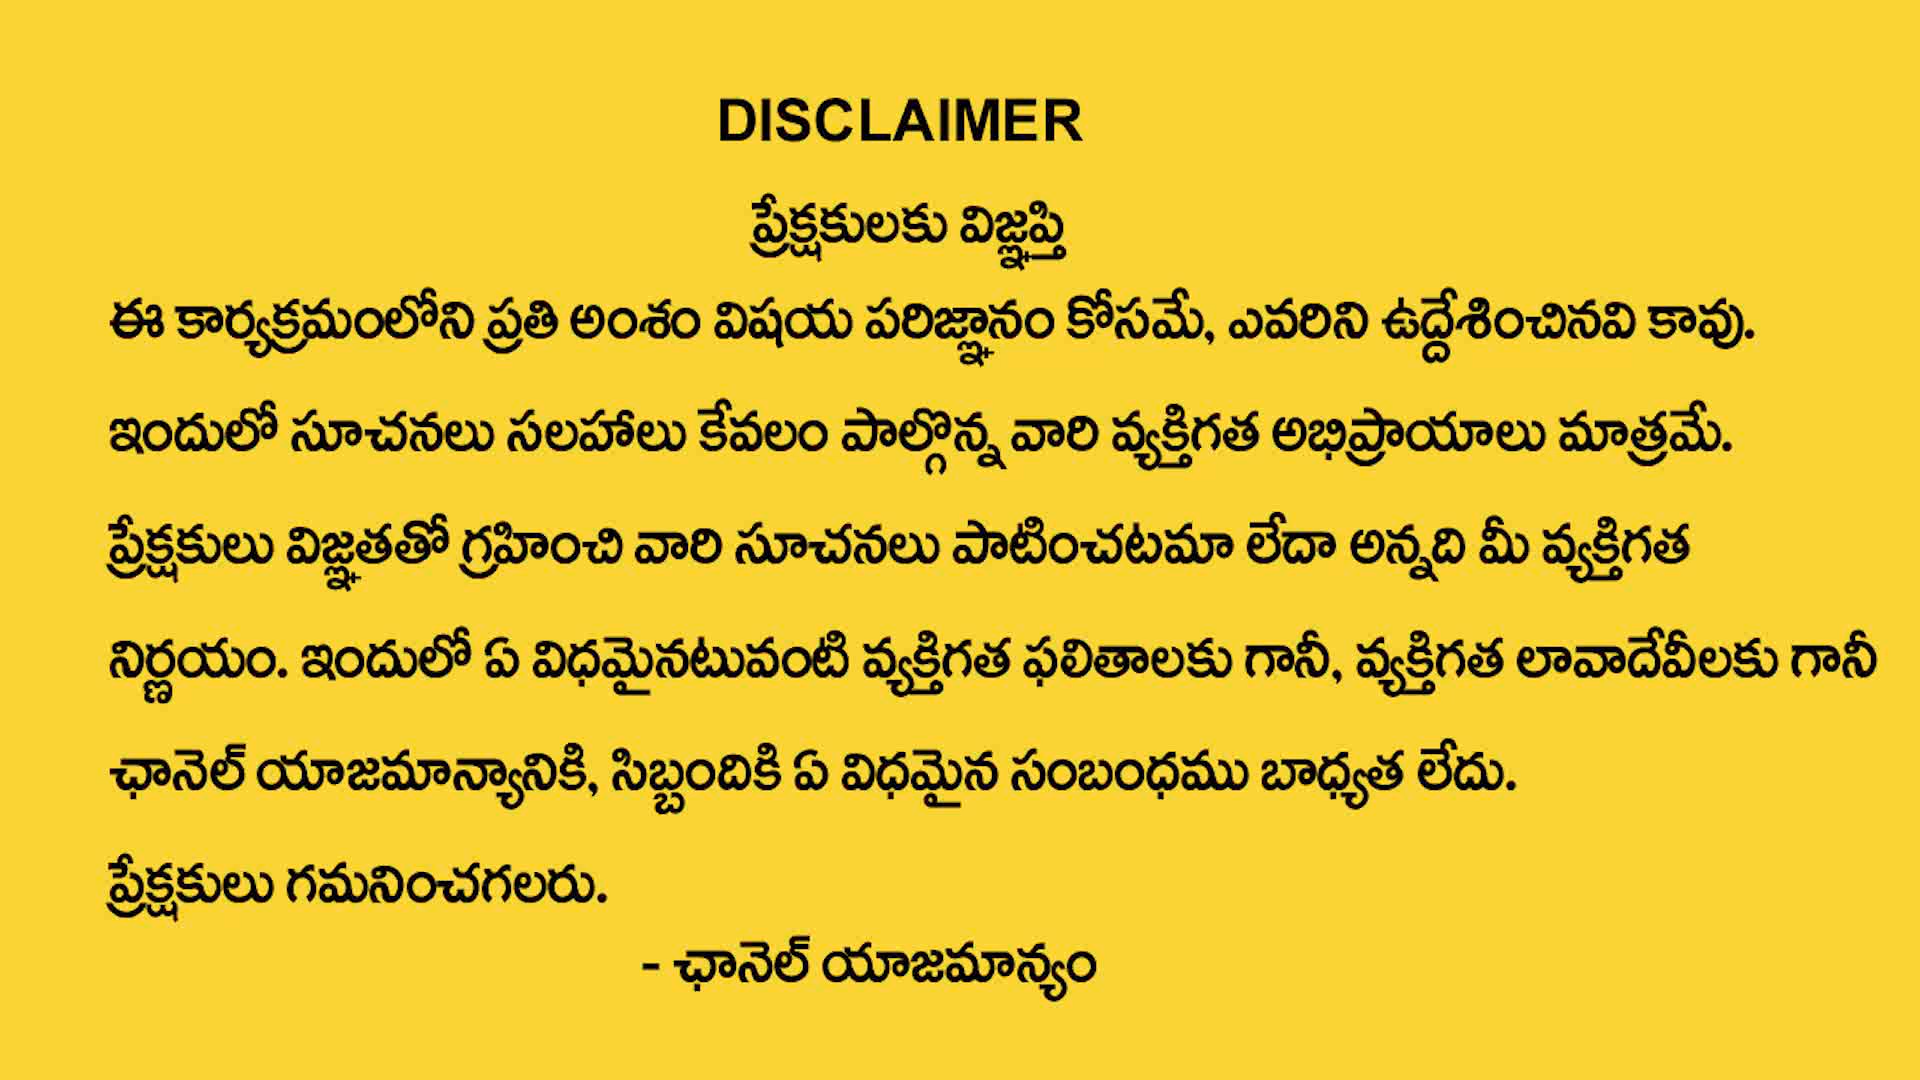 DISCLAIMER
ప్రేక్షకులకు విజ్ఞప్తి
ఈ కార్యక్రమంలోని ప్రతి అంశం విషయ పరిజ్ఞానం కోసమే, ఎవరిని ఉద్దేశించినవి కావు.
ఇందులో సూచనలు సలహాలు కేవలం పాల్గొన్న వారి వ్యక్తిగత అభిప్రాయాలు మాత్రమే.
ప్రేక్షకులు విజ్ఞతతో గ్రహించి వారి సూచనలు పాటించటమా లేదా అన్నది మీ వ్యక్తిగత
నిర్ణయం. ఇందులో ఏ విధమైనటువంటి వ్యక్తిగత ఫలితాలకు గానీ, వ్యక్తిగత లావాదేవీలకు గానీ
ఛానెల్ యాజమాన్యానికి, సిబ్బందికి ఏ విధమైన సంబంధము బాధ్యత లేదు.
ప్రేక్షకులు గమనించగలరు.
- ఛానెల్ యాజమాన్యం